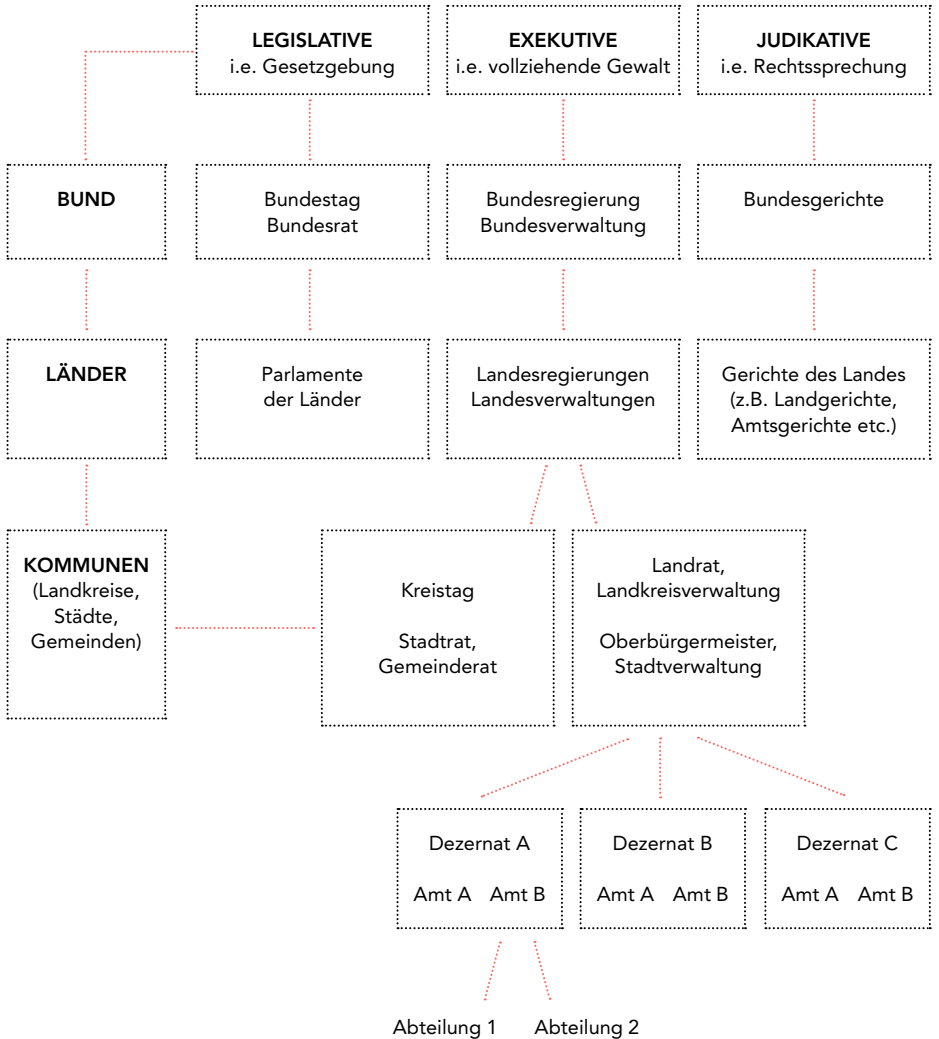 LEGISLATIVE
i.e. Gesetzgebung
EXEKUTIVE
i.e. vollziehende Gewalt
JUDIKATIVE
i.e. Rechtssprechung
BUND
Bundestag
Bundesrat
Bundesregierung
Bundesverwaltung
Bundesgerichte
LÄNDER
Parlamente
der Länder
Landesregierungen
Landesverwaltungen
Gerichte des Landes
(z.B. Landgerichte,
Amtsgerichte etc.)
KOMMUNEN
(Landkreise,
Städte,
Gemeinden)
Kreistag
Stadtrat,
Gemeinderat
Landrat,
Landkreisverwaltung
Oberbürgermeister,
Stadtverwaltung
Dezernat A
Amt A Amt B
Dezernat B
Amt A Amt B
Dezernat C
Amt A Amt B
Abteilung 1
Abteilung 2